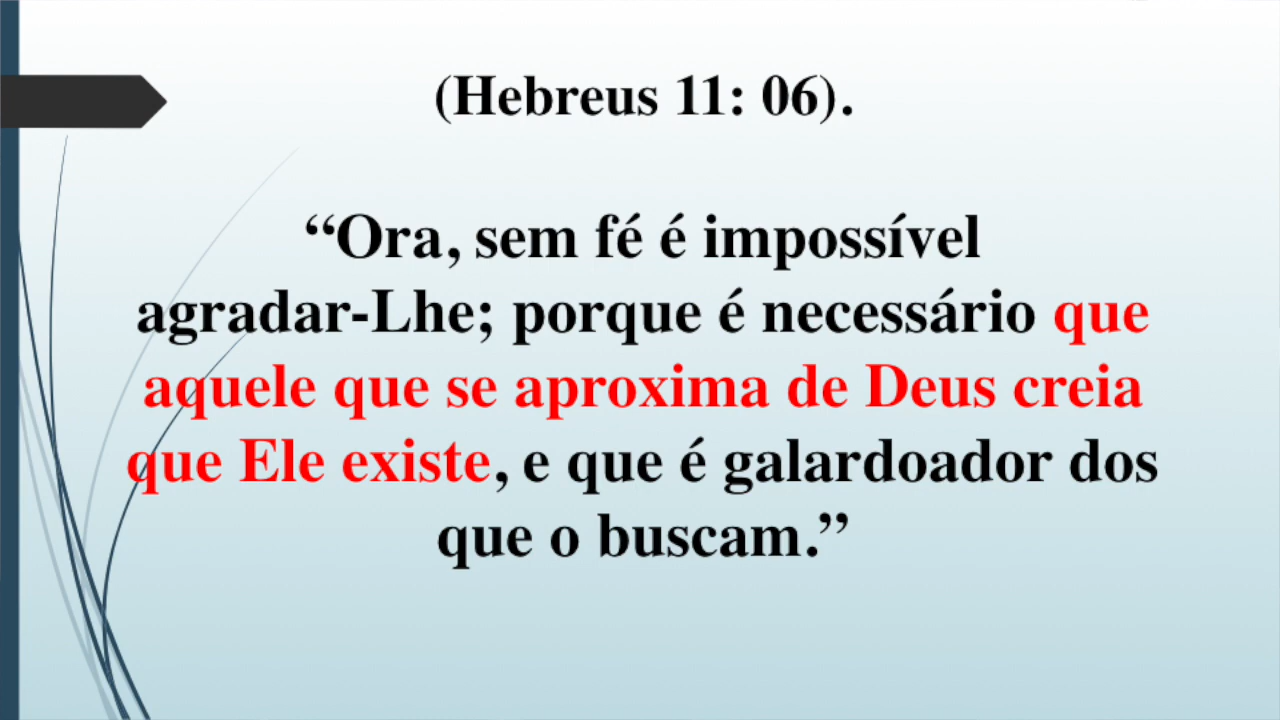 (Hebreus 11: 06).
“Ora, sem fé é impossível
agradar-Lhe; porque é necessário que
aquele que se aproxima de Deus creia
que Ele existe, e que é galardoador dos
que o buscam.”